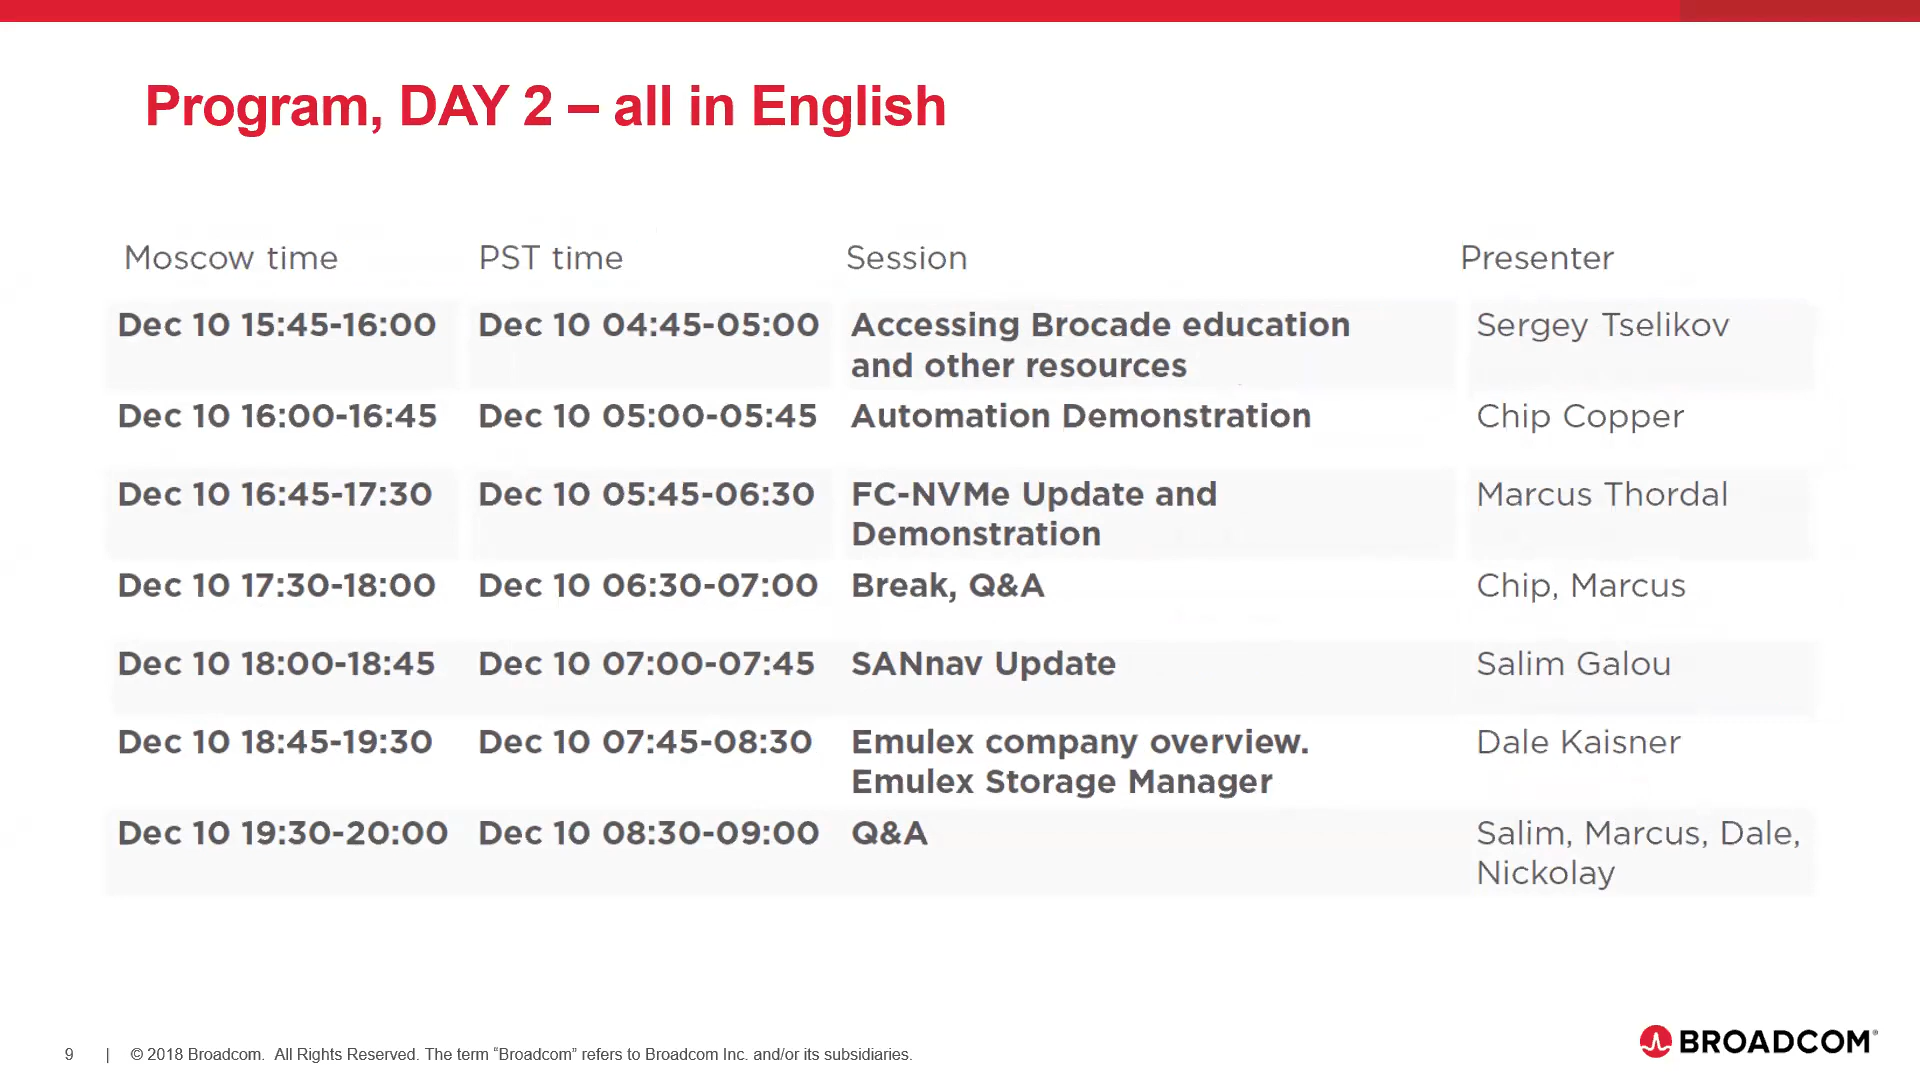 Program, DAY 2 – all in English
Moscow time PST time Session Presenter
Dec 10 15:45-16:00 Dec 10 04:45-05:00 Accessing Brocade education Sergey Tselikov
and other resources
Dec 10 16:00-16:45 Dec 10 05:00-05:45 Automation Demonstration Chip Copper
Dec 10 16:45-17:30 Dec 10 05:45-06:30 FC-NVMe Update and Marcus Thordal
Demonstration
Dec 10 17:30-18:00 Dec 10 06:30-07:00 Break, Q&A Chip, Marcus
Dec 10 18:00-18:45 Dec 10 07:00-07:45 SANnav Update Salim Galou
Dec 10 18:45-19:30 Dec 10 07:45-08:30 Emulex company overview. Dale Kaisner
Emulex Storage Manager
Dec 10 19:30-20:00 Dec 10 08:30-09:00 Q&A Salim, Marcus, Dale,
Nickolay
9 | © 2018 Broadcom. All Rights Reserved. The term “Broadcom” refers to Broadcom Inc. and/or its subsidiaries.
BROADCOM®